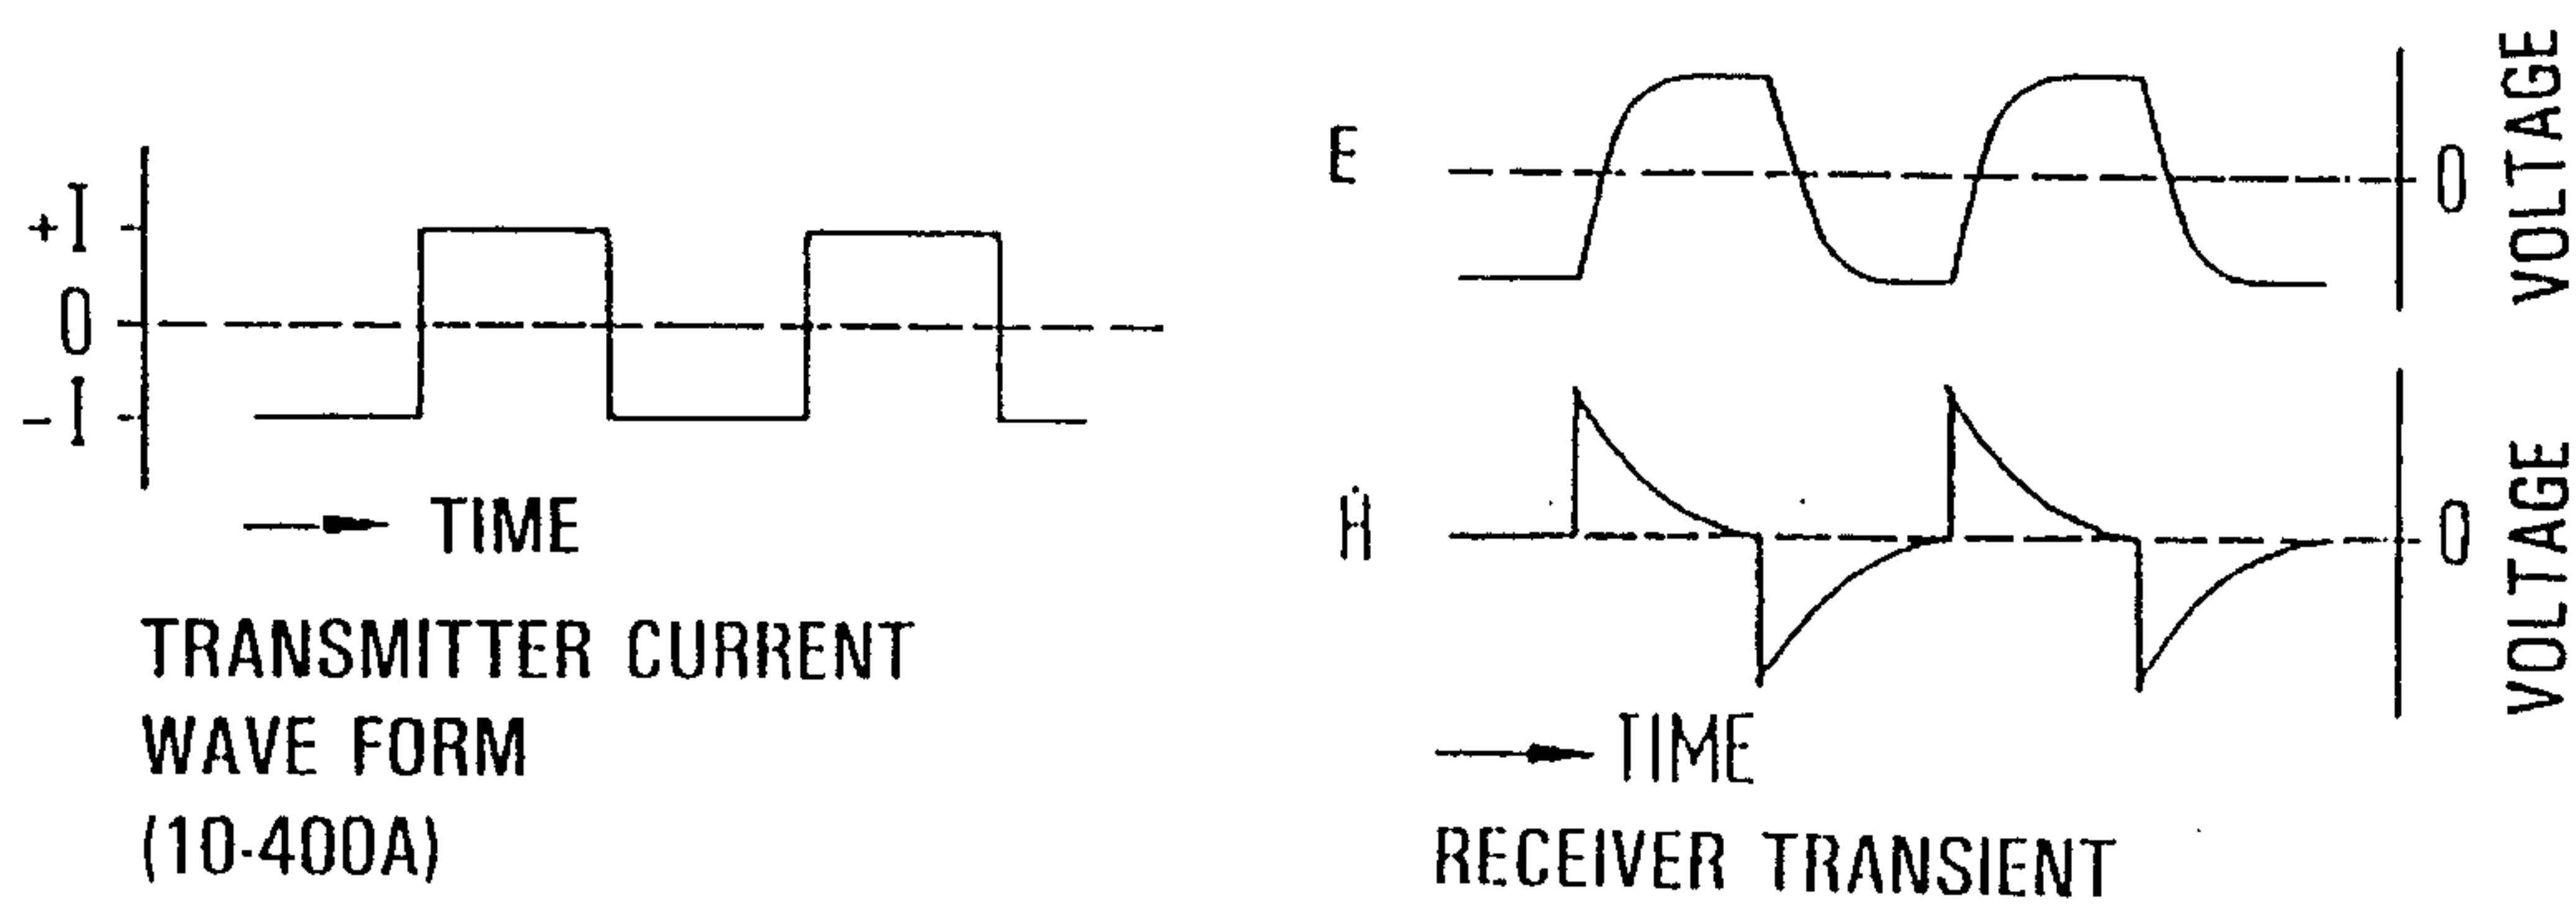 +I
0
-I
TIME
TRANSMITTER CURRENT
WAVE FORM
(10-400A)
E
0
VOLTAGE
Ḣ
0
VOLTAGE
TIME
RECEIVER TRANSIENT